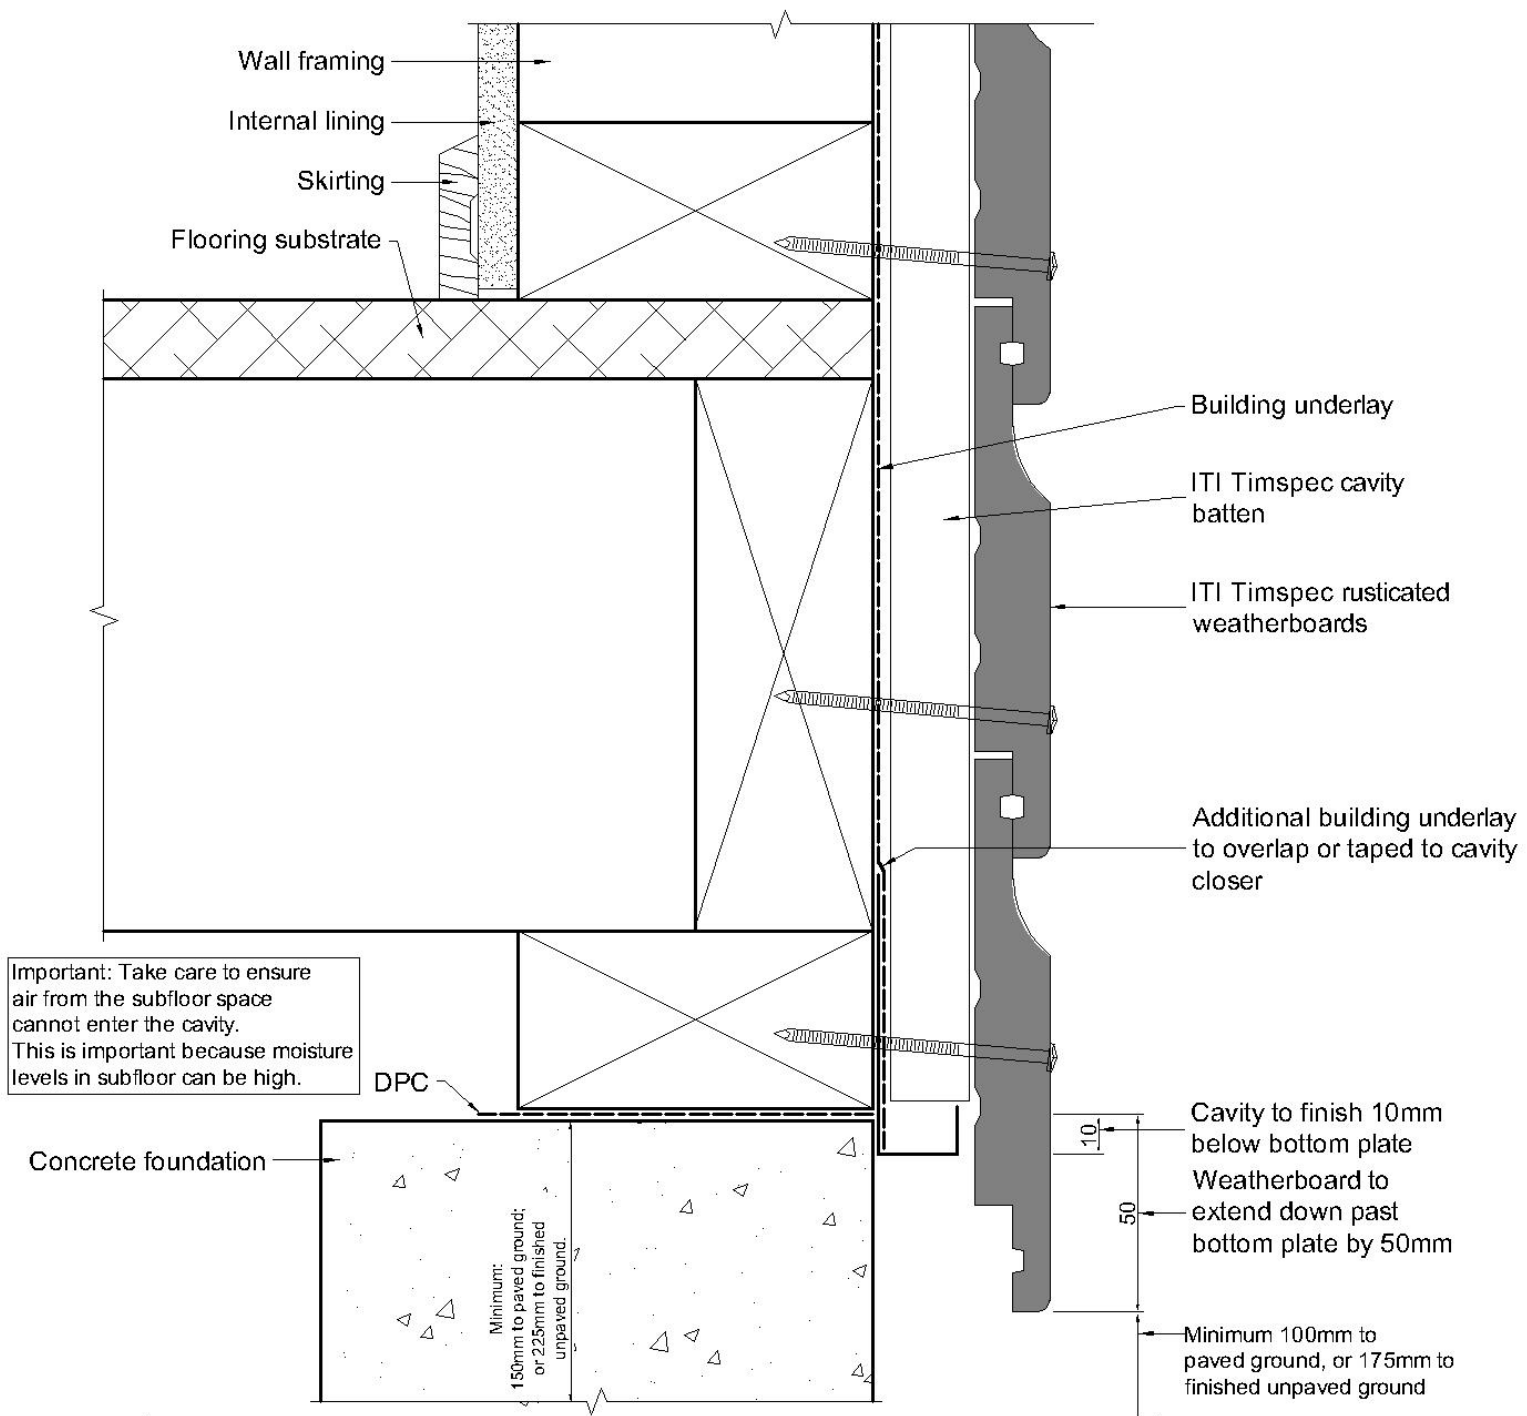 Wall framing
Internal lining
Skirting
Flooring substrate
Building underlay
ITI Timspec cavity
batten
ITI Timspec rusticated
weatherboards
Additional building underlay
to overlap or taped to cavity
closer
Important: Take care to ensure
air from the subfloor space
cannot enter the cavity.
This is important because moisture
levels in subfloor can be high.
DPC
Concrete foundation
Minimum:
150mm to paved ground;
or 225mm to finished
unpaved ground.
10
50
Cavity to finish 10mm
below bottom plate
Weatherboard to
extend down past
bottom plate by 50mm
Minimum 100mm to
paved ground, or 175mm to
finished unpaved ground